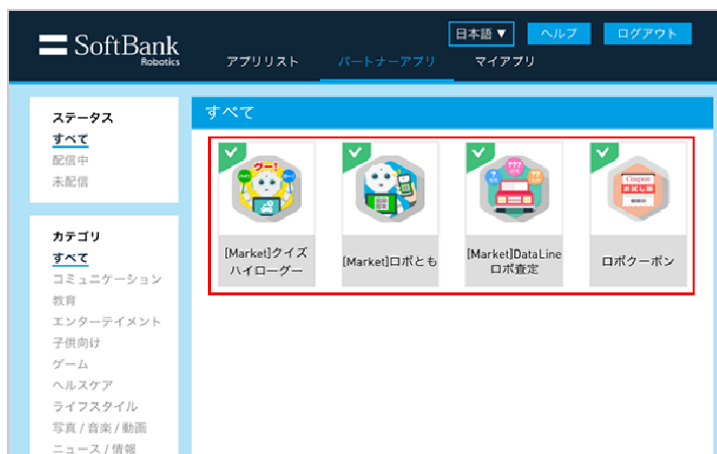 SoftBank
Robotics
日本語▼
ヘルプ
ログアウト
アプリリスト
パートナーアプリ
マイアプリ
ステータス
すべて
配信中
未配信
カテゴリ
すべて
コミュニケーション
教育
エンターテイメント
子供向け
ゲーム
ヘルスケア
ライフスタイル
写真 / 音楽 / 動画
ニュース / 情報
すべて
グー!
[Market]クイズ
ハイローグー
[Market]ロボとも
???
?
??
[Market]DataLine
ロボ査定
Coupon
お試し版
ロボクーポン